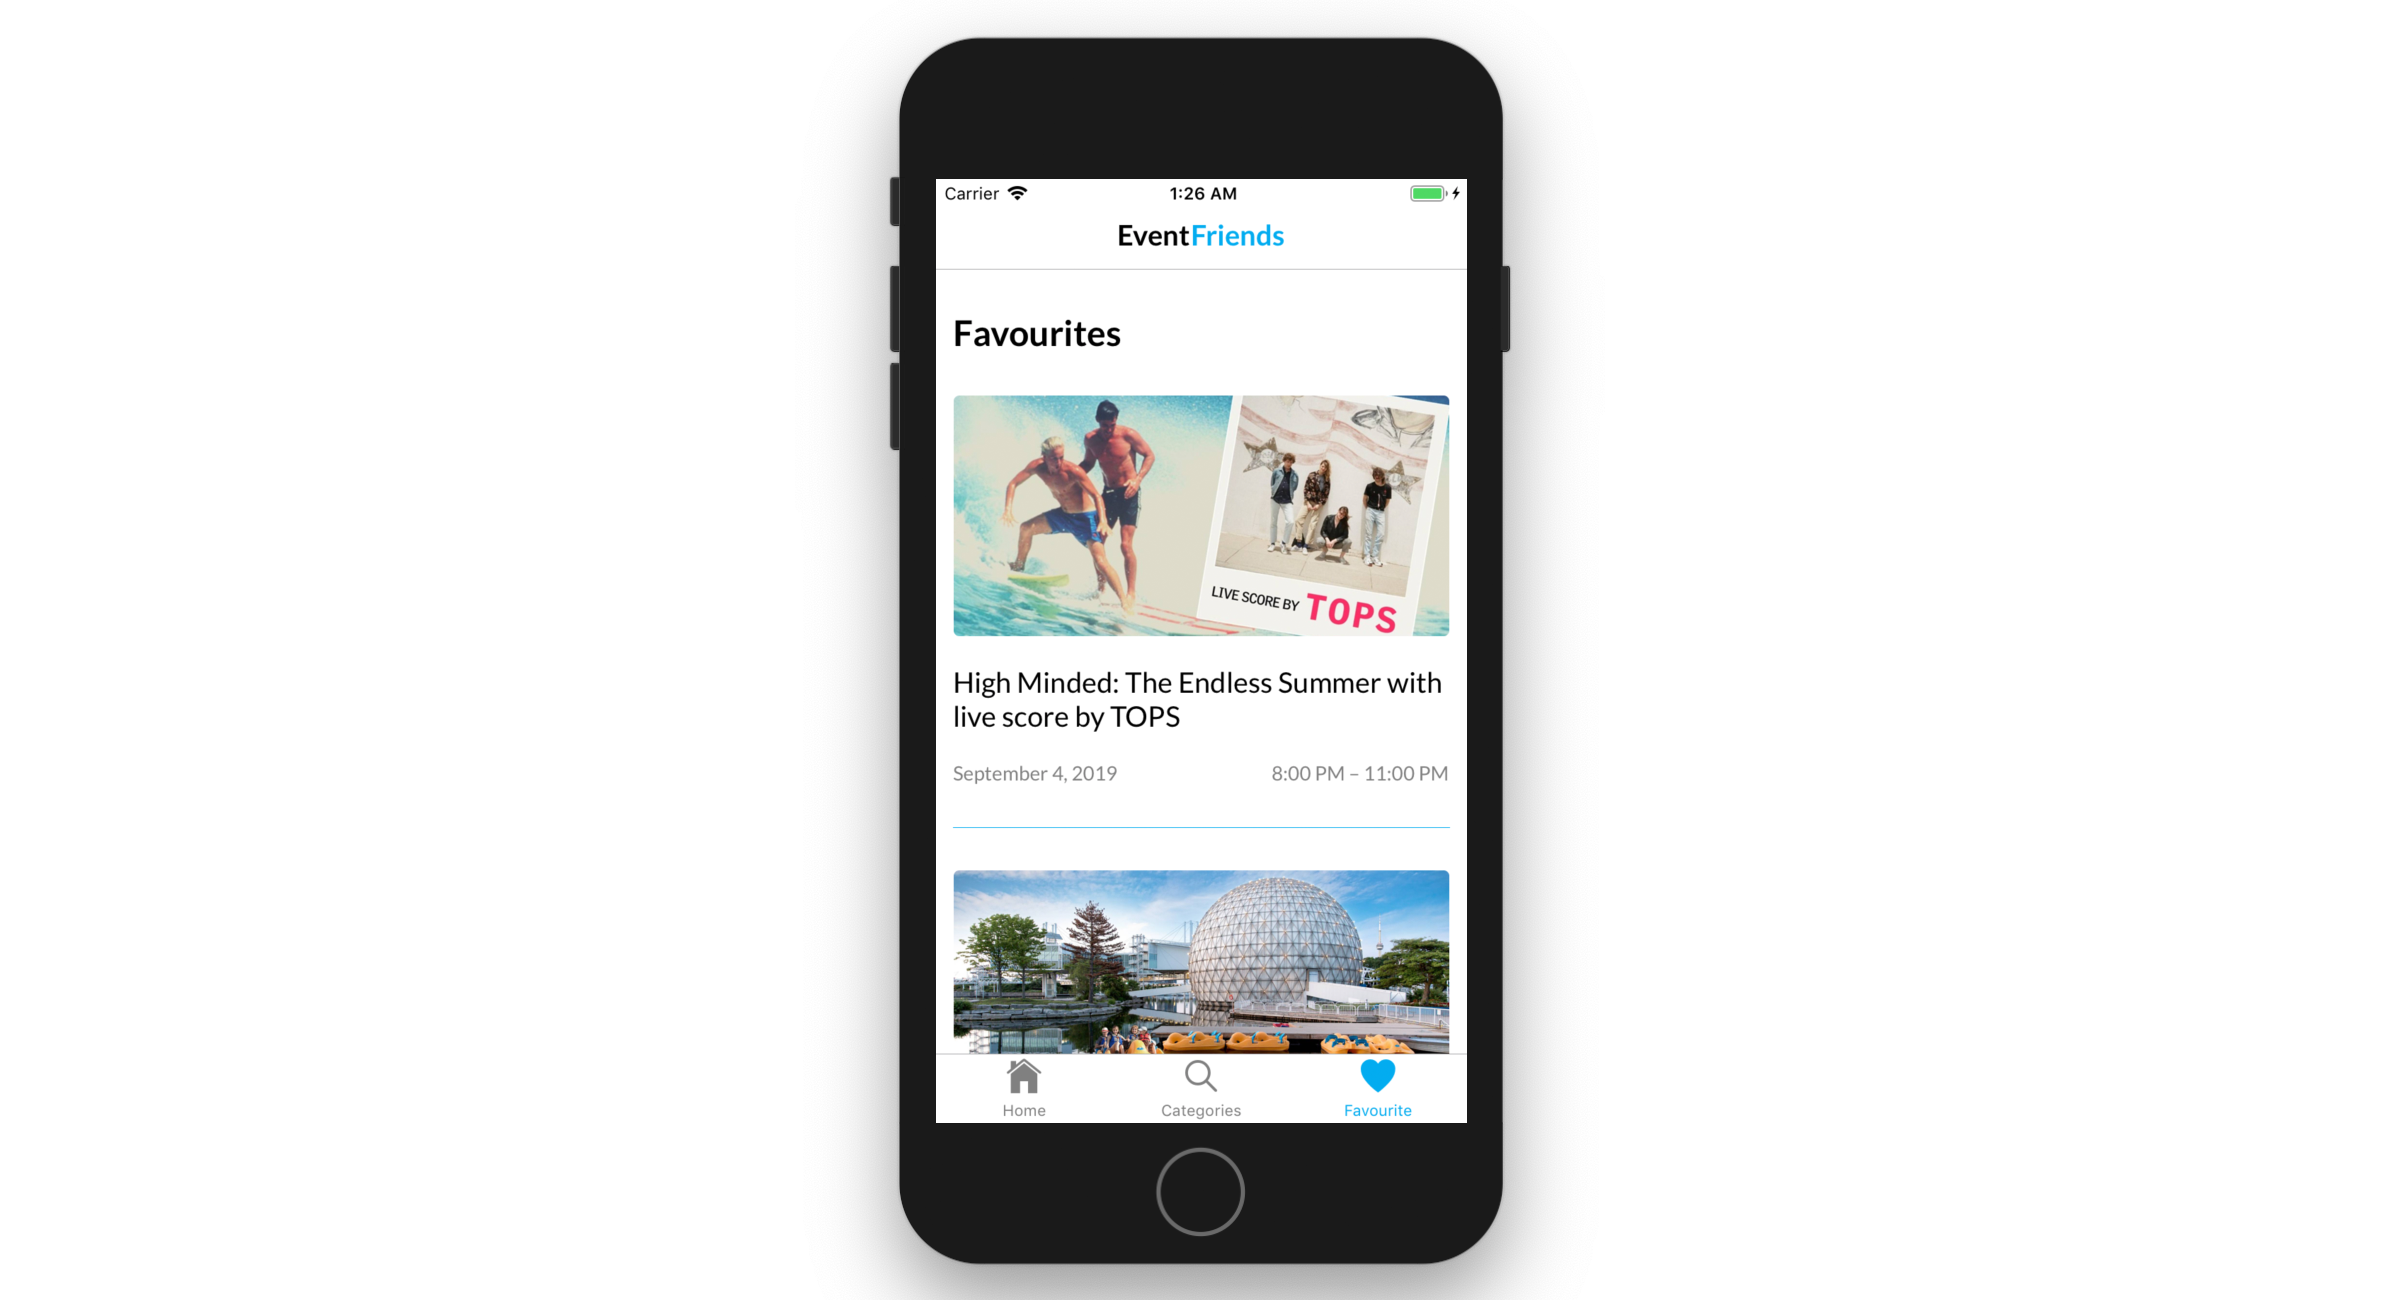 Carrier 1:26 AM
EventFriends
Favourites
LIVE SCORE BY TOPS
High Minded: The Endless Summer with
live score by TOPS
September 4, 2019 8:00 PM – 11:00 PM
Home Categories Favourite